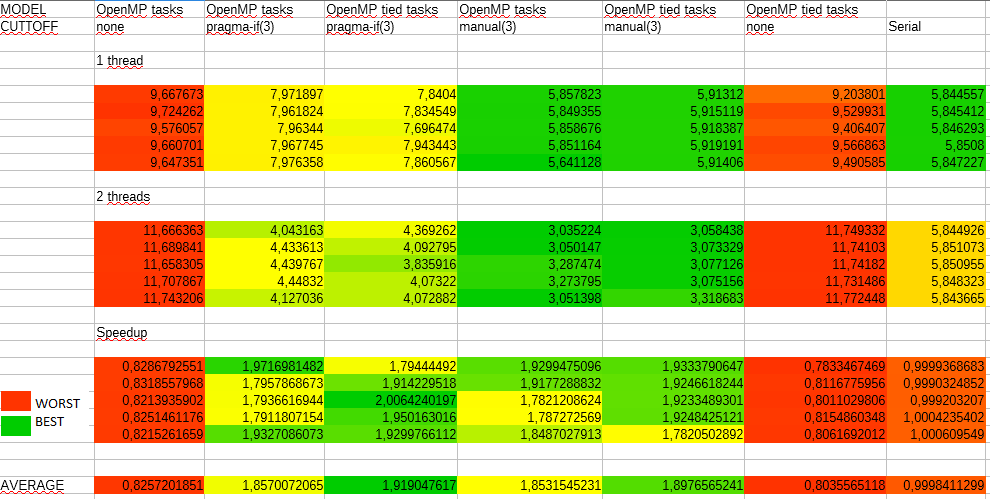 MODEL OpenMP tasks OpenMP tasks OpenMP tied tasks OpenMP tasks OpenMP tied tasks OpenMP tied tasks
CUTTOFF none pragma-if(3) pragma-if(3) manual(3) manual(3) none Serial
1 thread
9,667673 7,971897 7,8404 5,857823 5,91312 9,203801 5,844557
9,724262 7,961824 7,834549 5,849355 5,915119 9,529931 5,845412
9,576057 7,96344 7,696474 5,858676 5,918387 9,406407 5,846293
9,660701 7,967745 7,943443 5,851164 5,919191 9,566863 5,8508
9,647351 7,976358 7,860567 5,641128 5,91406 9,490585 5,847227
2 threads
11,666363 4,043163 4,369262 3,035224 3,058438 11,749332 5,844926
11,689841 4,433613 4,092795 3,050147 3,073329 11,74103 5,851073
11,658305 4,439767 3,835916 3,287474 3,077126 11,74182 5,850955
11,707867 4,44832 4,07322 3,273795 3,075156 11,731486 5,848323
11,743206 4,127036 4,072882 3,051398 3,318683 11,772448 5,843665
Speedup
0,8286792551 1,9716981482 1,79444492 1,9299475096 1,9333790647 0,7833467469 0,9999368683
0,8318557968 1,7957868673 1,914229518 1,9177288832 1,9246618244 0,8116775956 0,9990324852
0,8213935902 1,7936616944 2,0064240197 1,7821208624 1,9233489301 0,8011029806 0,999203207
WORST
0,8251461176 1,7911807154 1,950163016 1,787272569 1,9248425121 0,8154860348 1,0004235402
BEST
0,8215261659 1,9327086073 1,9299766112 1,8487027913 1,7820502892 0,8061692012 1,000609549
AVERAGE 0,8257201851 1,8570072065 1,919047617 1,8531545231 1,8976565241 0,8035565118 0,9998411299